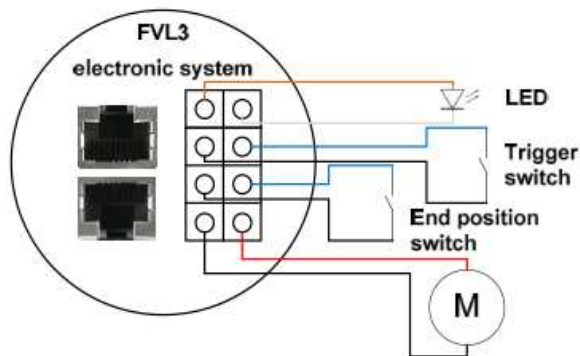 FVL3
electronic system
LED
Trigger
switch
End position
switch
M